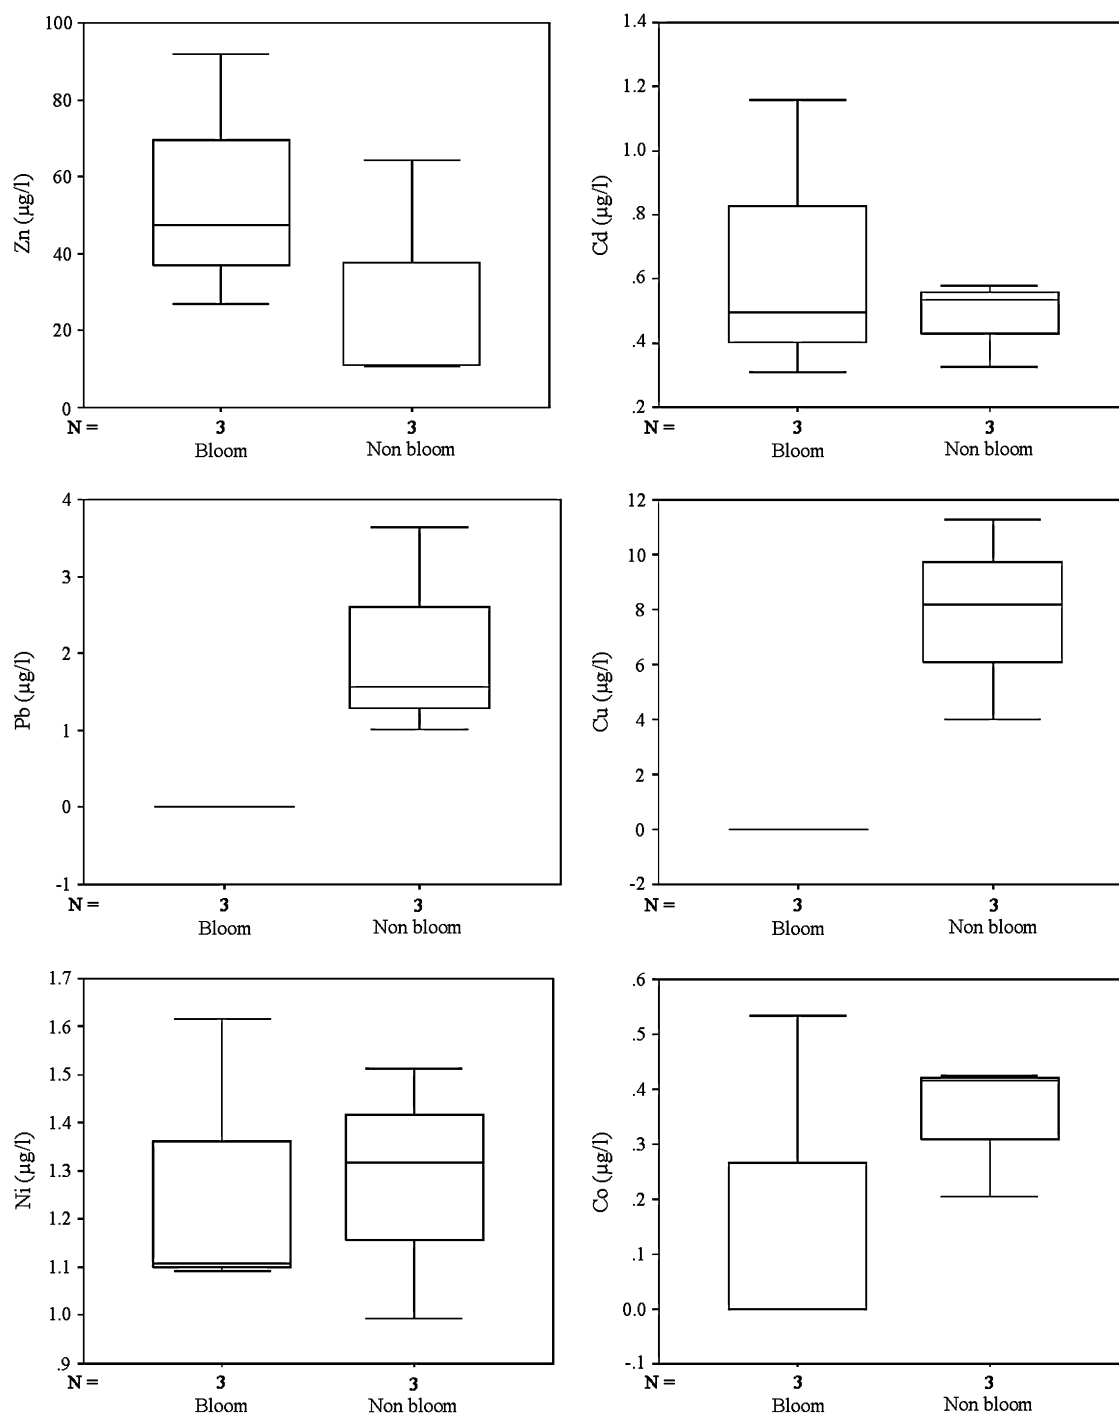 100
80
60
40
20
0
Zn (µg/l)
N = 3 3
Bloom Non bloom
1.4
1.2
1.0
.8
.6
.4
.2
Cd (µg/l)
N = 3 3
Bloom Non bloom
4
3
2
1
0
-1
Pb (µg/l)
N = 3 3
Bloom Non bloom
12
10
8
6
4
2
0
-2
Cu (µg/l)
N = 3 3
Bloom Non bloom
1.7
1.6
1.5
1.4
1.3
1.2
1.1
1.0
.9
Ni (µg/l)
N = 3 3
Bloom Non bloom
.6
.5
.4
.3
.2
.1
0.0
-.1
Co (µg/l)
N = 3 3
Bloom Non bloom